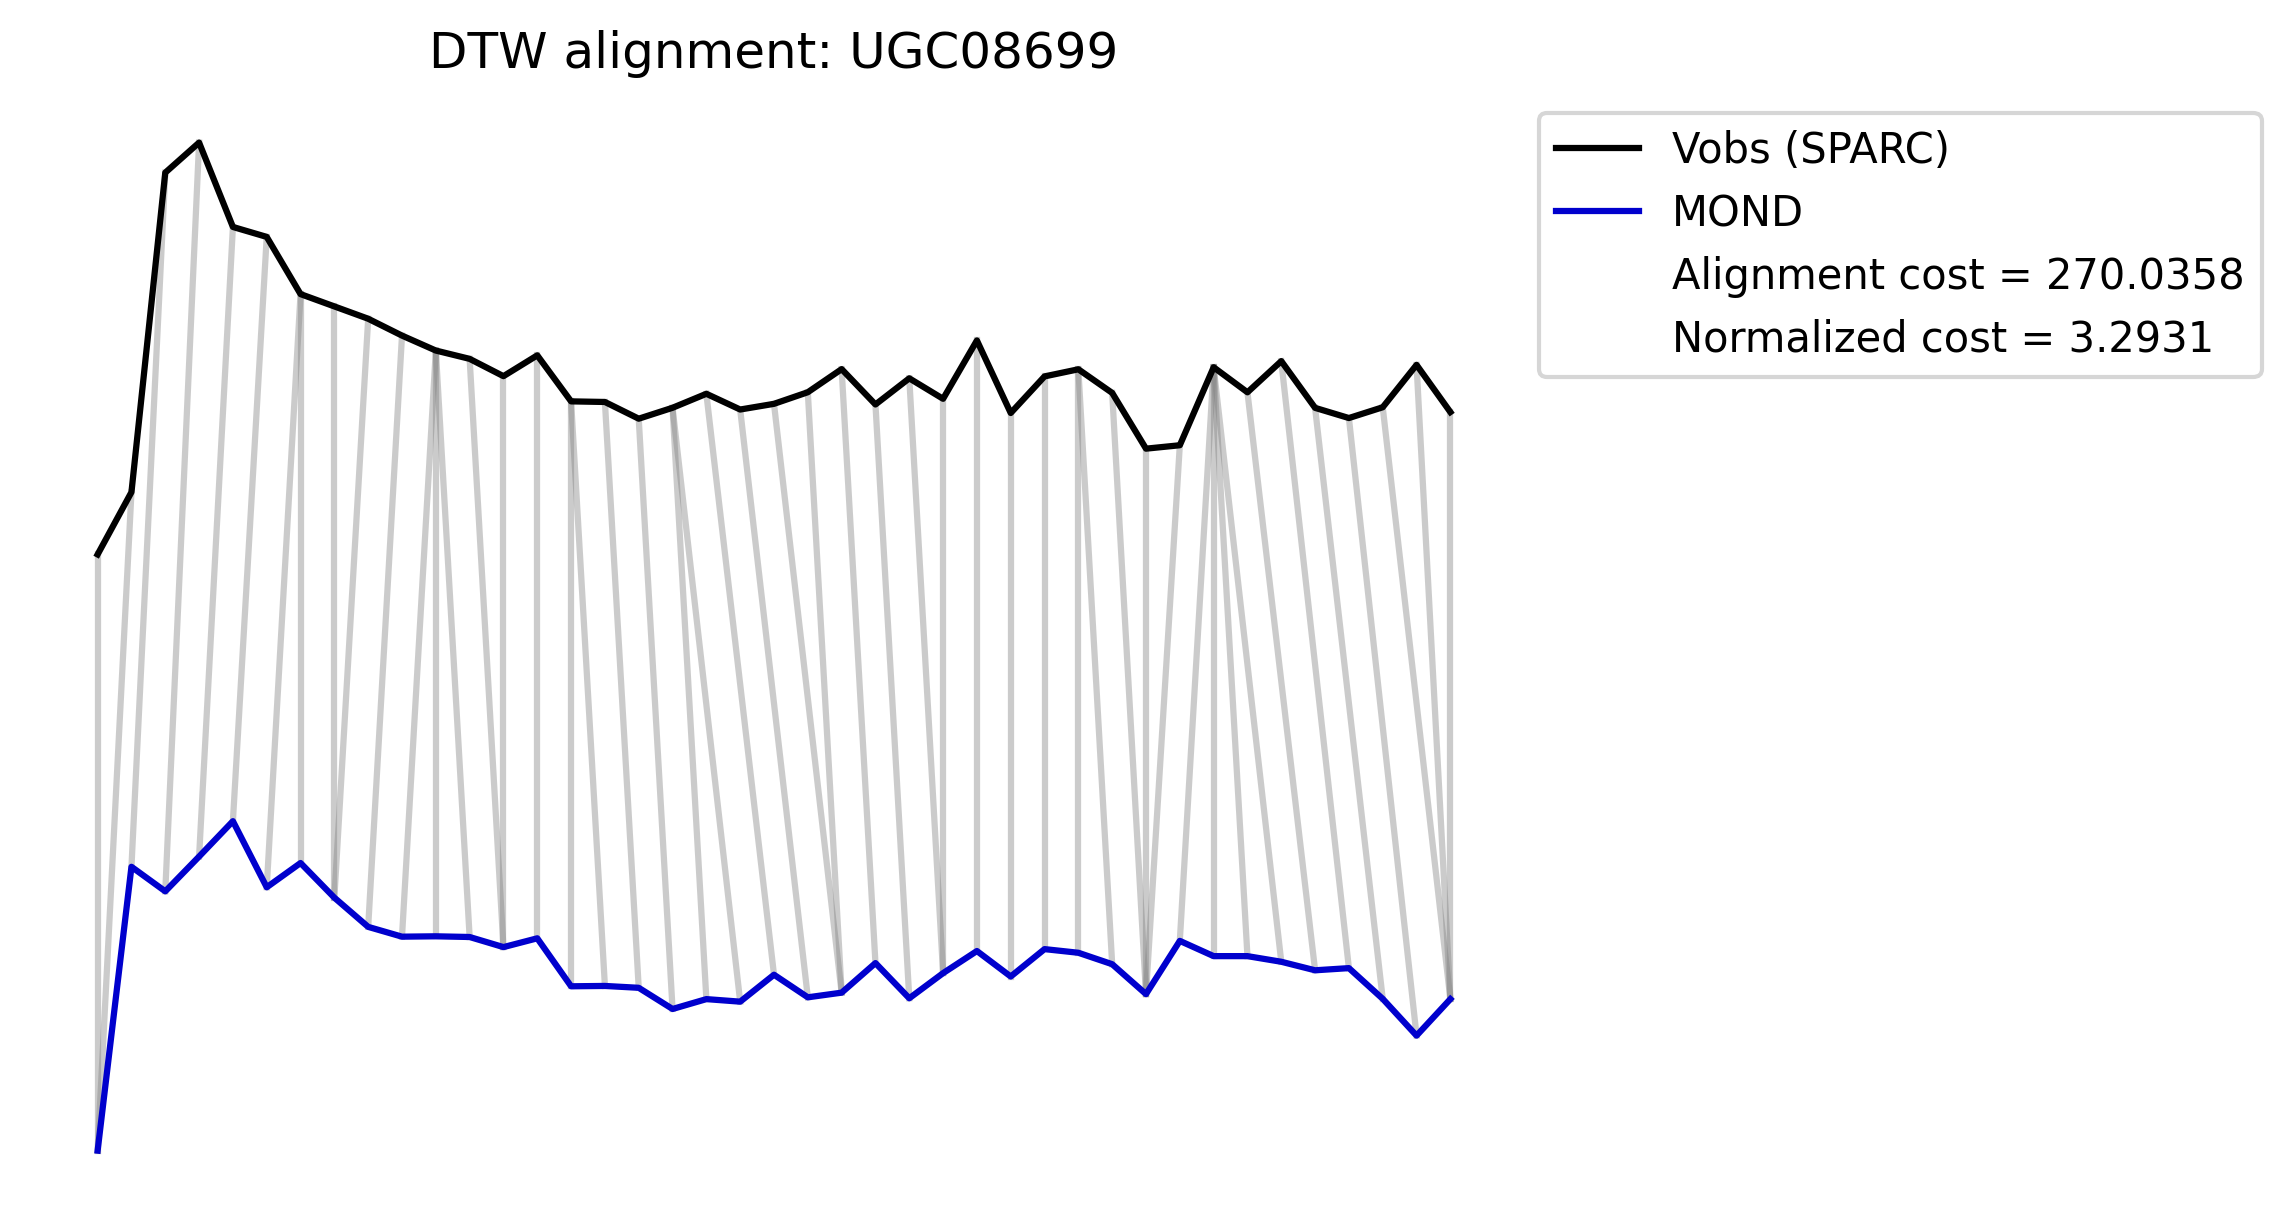 DTW alignment: UGC08699
Vobs (SPARC)
MOND
Alignment cost = 270.0358
Normalized cost = 3.2931